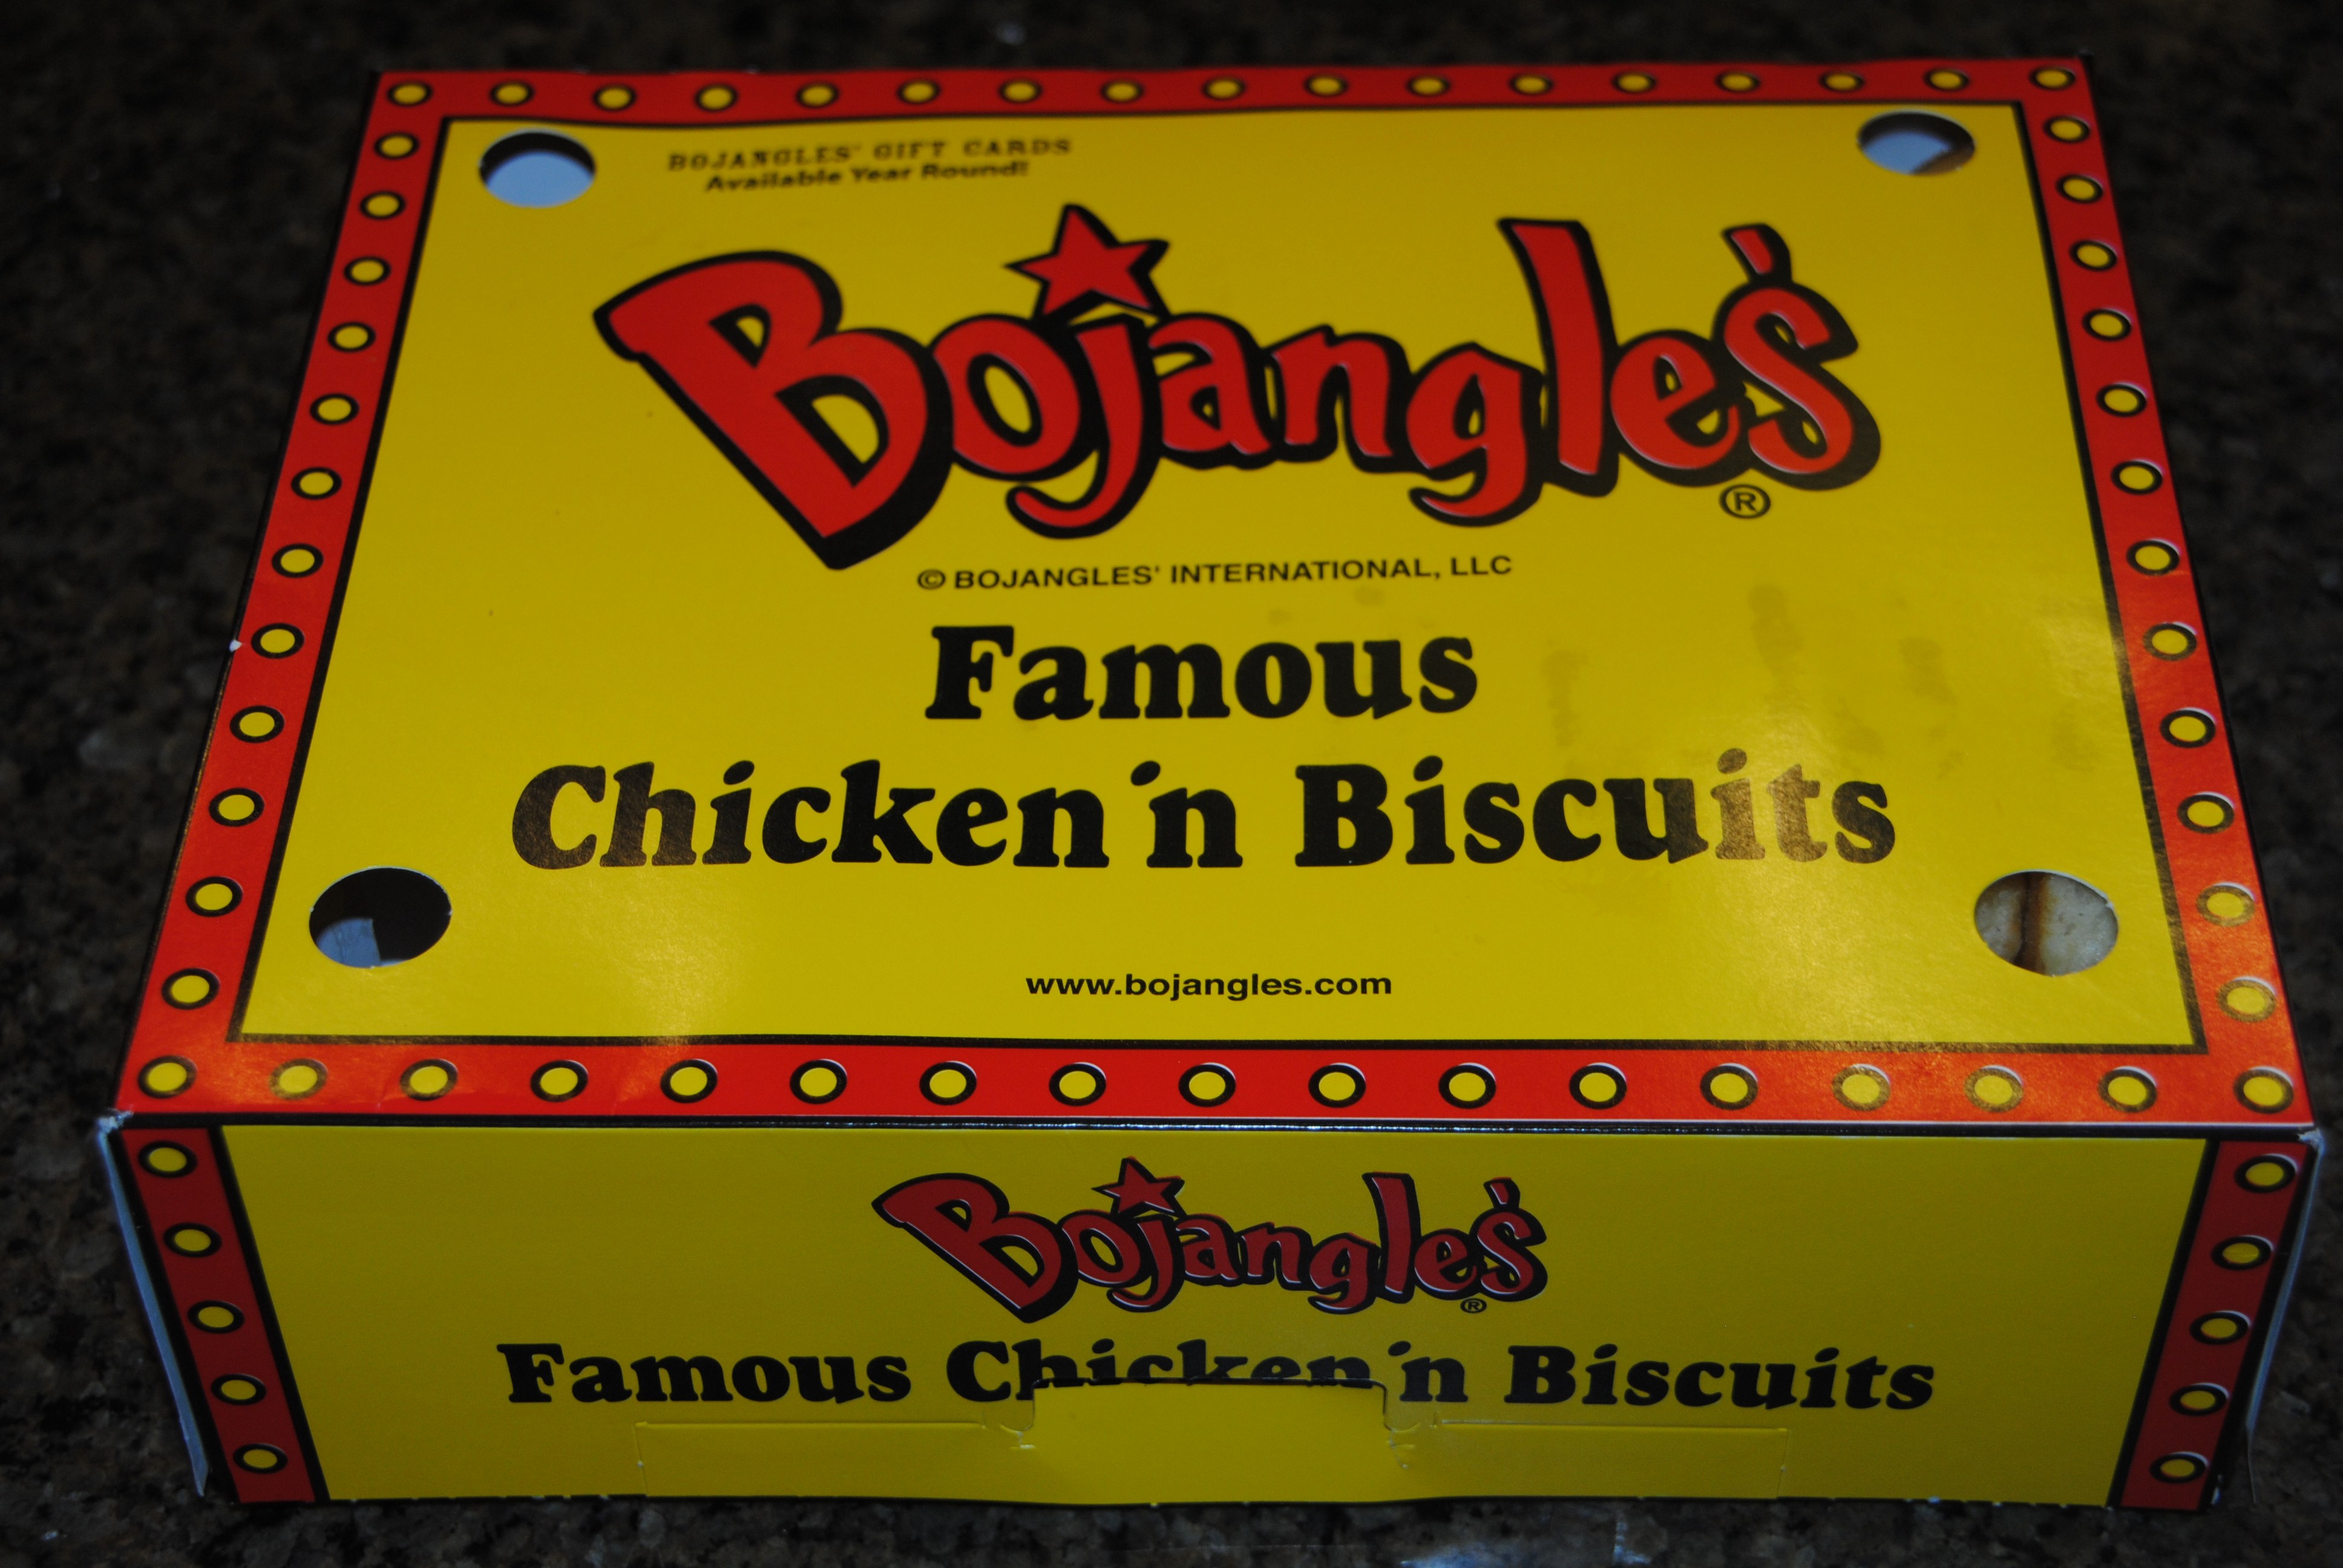 BOJANGLES' GIFT CARDS
Available Year Round!
Bojangles'
®
© BOJANGLES' INTERNATIONAL, LLC
Famous
Chicken 'n Biscuits
www.bojangles.com
Bojangles'
®
Famous Chicken 'n Biscuits